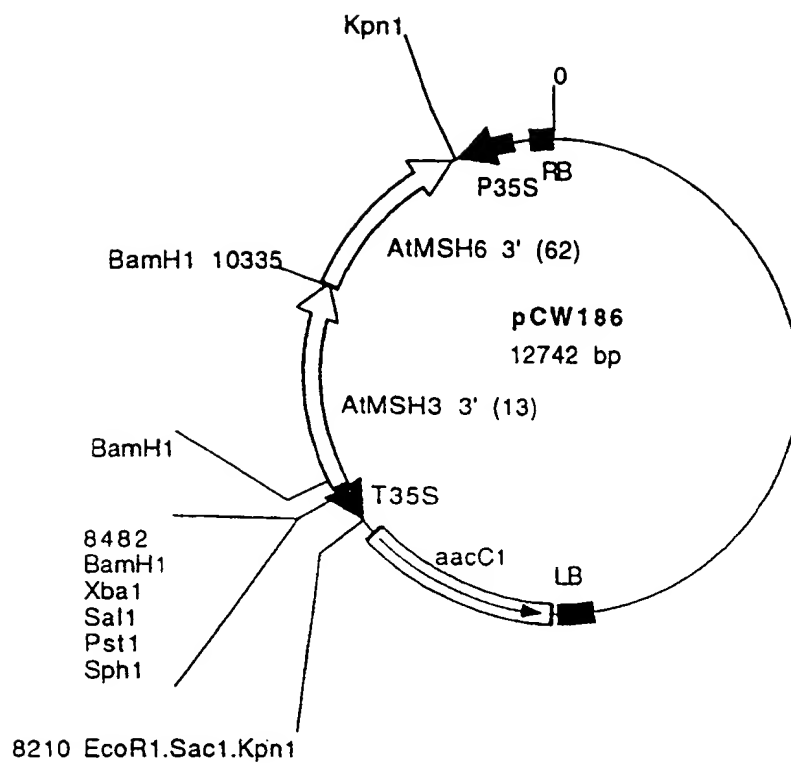 Kpn1
0
P35S
RB
AtMSH6 3' (62)
BamH1 10335
pCW186
12742 bp
AtMSH3 3' (13)
BamH1
T35S
8482
BamH1
Xba1
Sal1
Pst1
Sph1
aacC1
LB
8210 EcoR1.Sac1.Kpn1